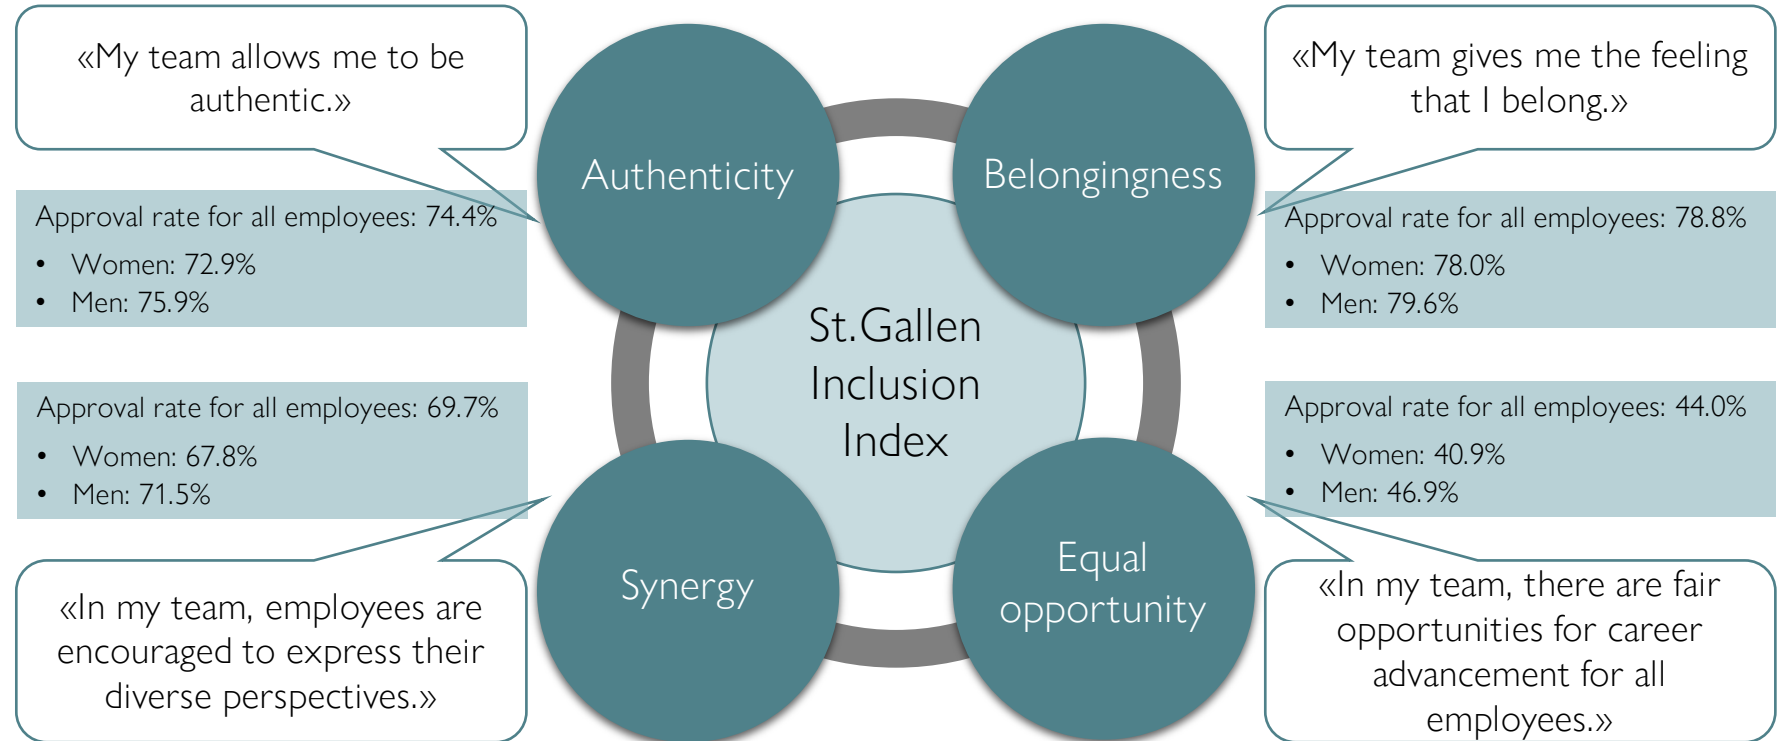 «My team allows me to be
authentic.»
Authenticity
Approval rate for all employees: 74.4%
• Women: 72.9%
• Men: 75.9%
«My team gives me the feeling
that I belong.»
Belongingness
Approval rate for all employees: 78.8%
• Women: 78.0%
• Men: 79.6%
St.Gallen
Inclusion
Index
Approval rate for all employees: 69.7%
• Women: 67.8%
• Men: 71.5%
Synergy
«In my team, employees are
encouraged to express their
diverse perspectives.»
Approval rate for all employees: 44.0%
• Women: 40.9%
• Men: 46.9%
Equal
opportunity
«In my team, there are fair
opportunities for career
advancement for all
employees.»